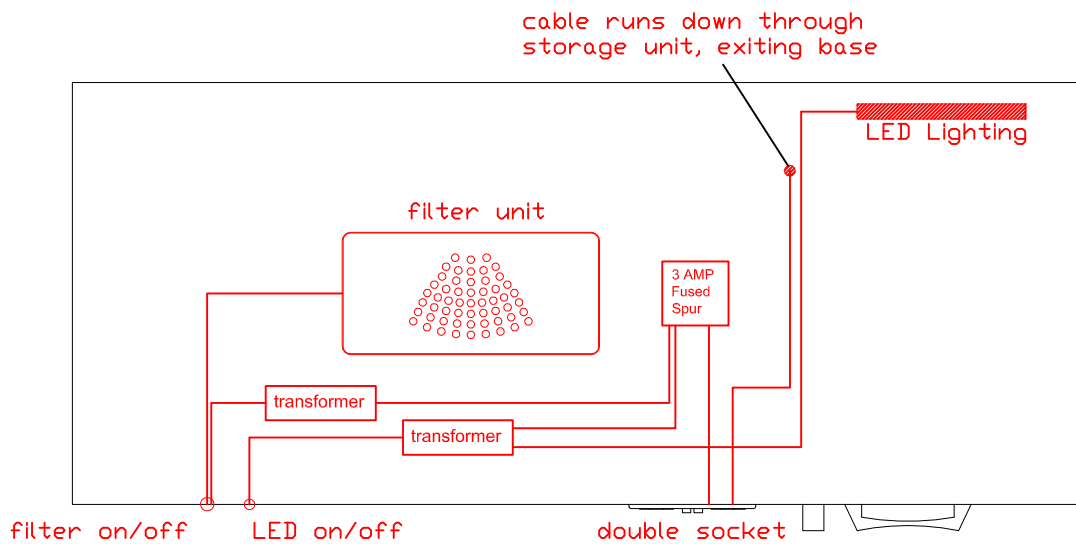 cable runs down through
storage unit, exiting base
LED Lighting
filter unit
3 AMP
Fused
Spur
transformer
transformer
filter on/off
LED on/off
double socket